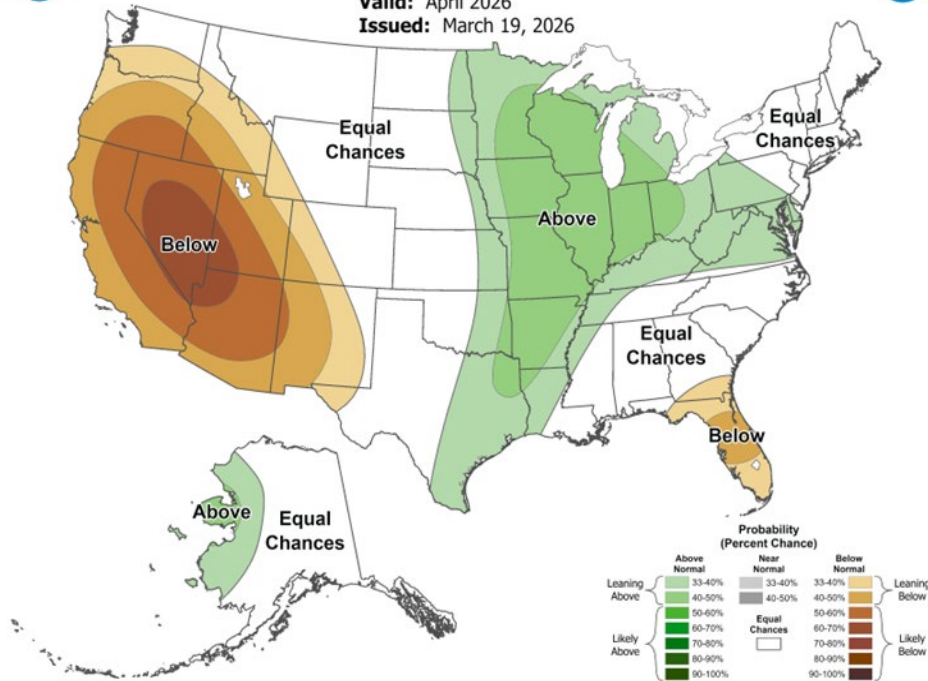 Valid: April 2026
Issued: March 19, 2026
Equal
Chances
Equal
Chances
Above
Below
Equal
Chances
Below
Above
Equal
Chances
Probability
(Percent Chance)
Above
Normal
Near
Normal
Below
Normal
Leaning
Above
33-40%
40-50%
33-40%
40-50%
33-40%
40-50%
Leaning
Below
Likely
Above
50-60%
60-70%
70-80%
80-90%
90-100%
Equal
Chances
50-60%
60-70%
70-80%
80-90%
90-100%
Likely
Below